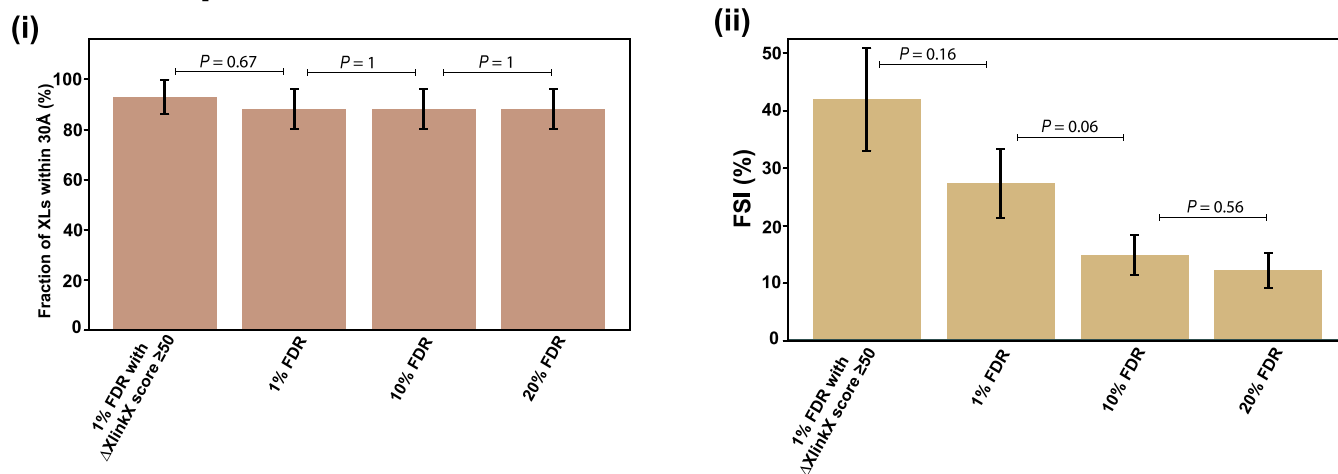 (i)
Fraction of XLs within 30Å (%)
100
80
60
40
20
0
P = 0.67
P = 1
P = 1
1% FDR with
ΔXlinkX score ≥50
1% FDR
10% FDR
20% FDR
(ii)
FSI (%)
50
40
30
20
10
0
P = 0.16
P = 0.06
P = 0.56
1% FDR with
ΔXlinkX score ≥50
1% FDR
10% FDR
20% FDR